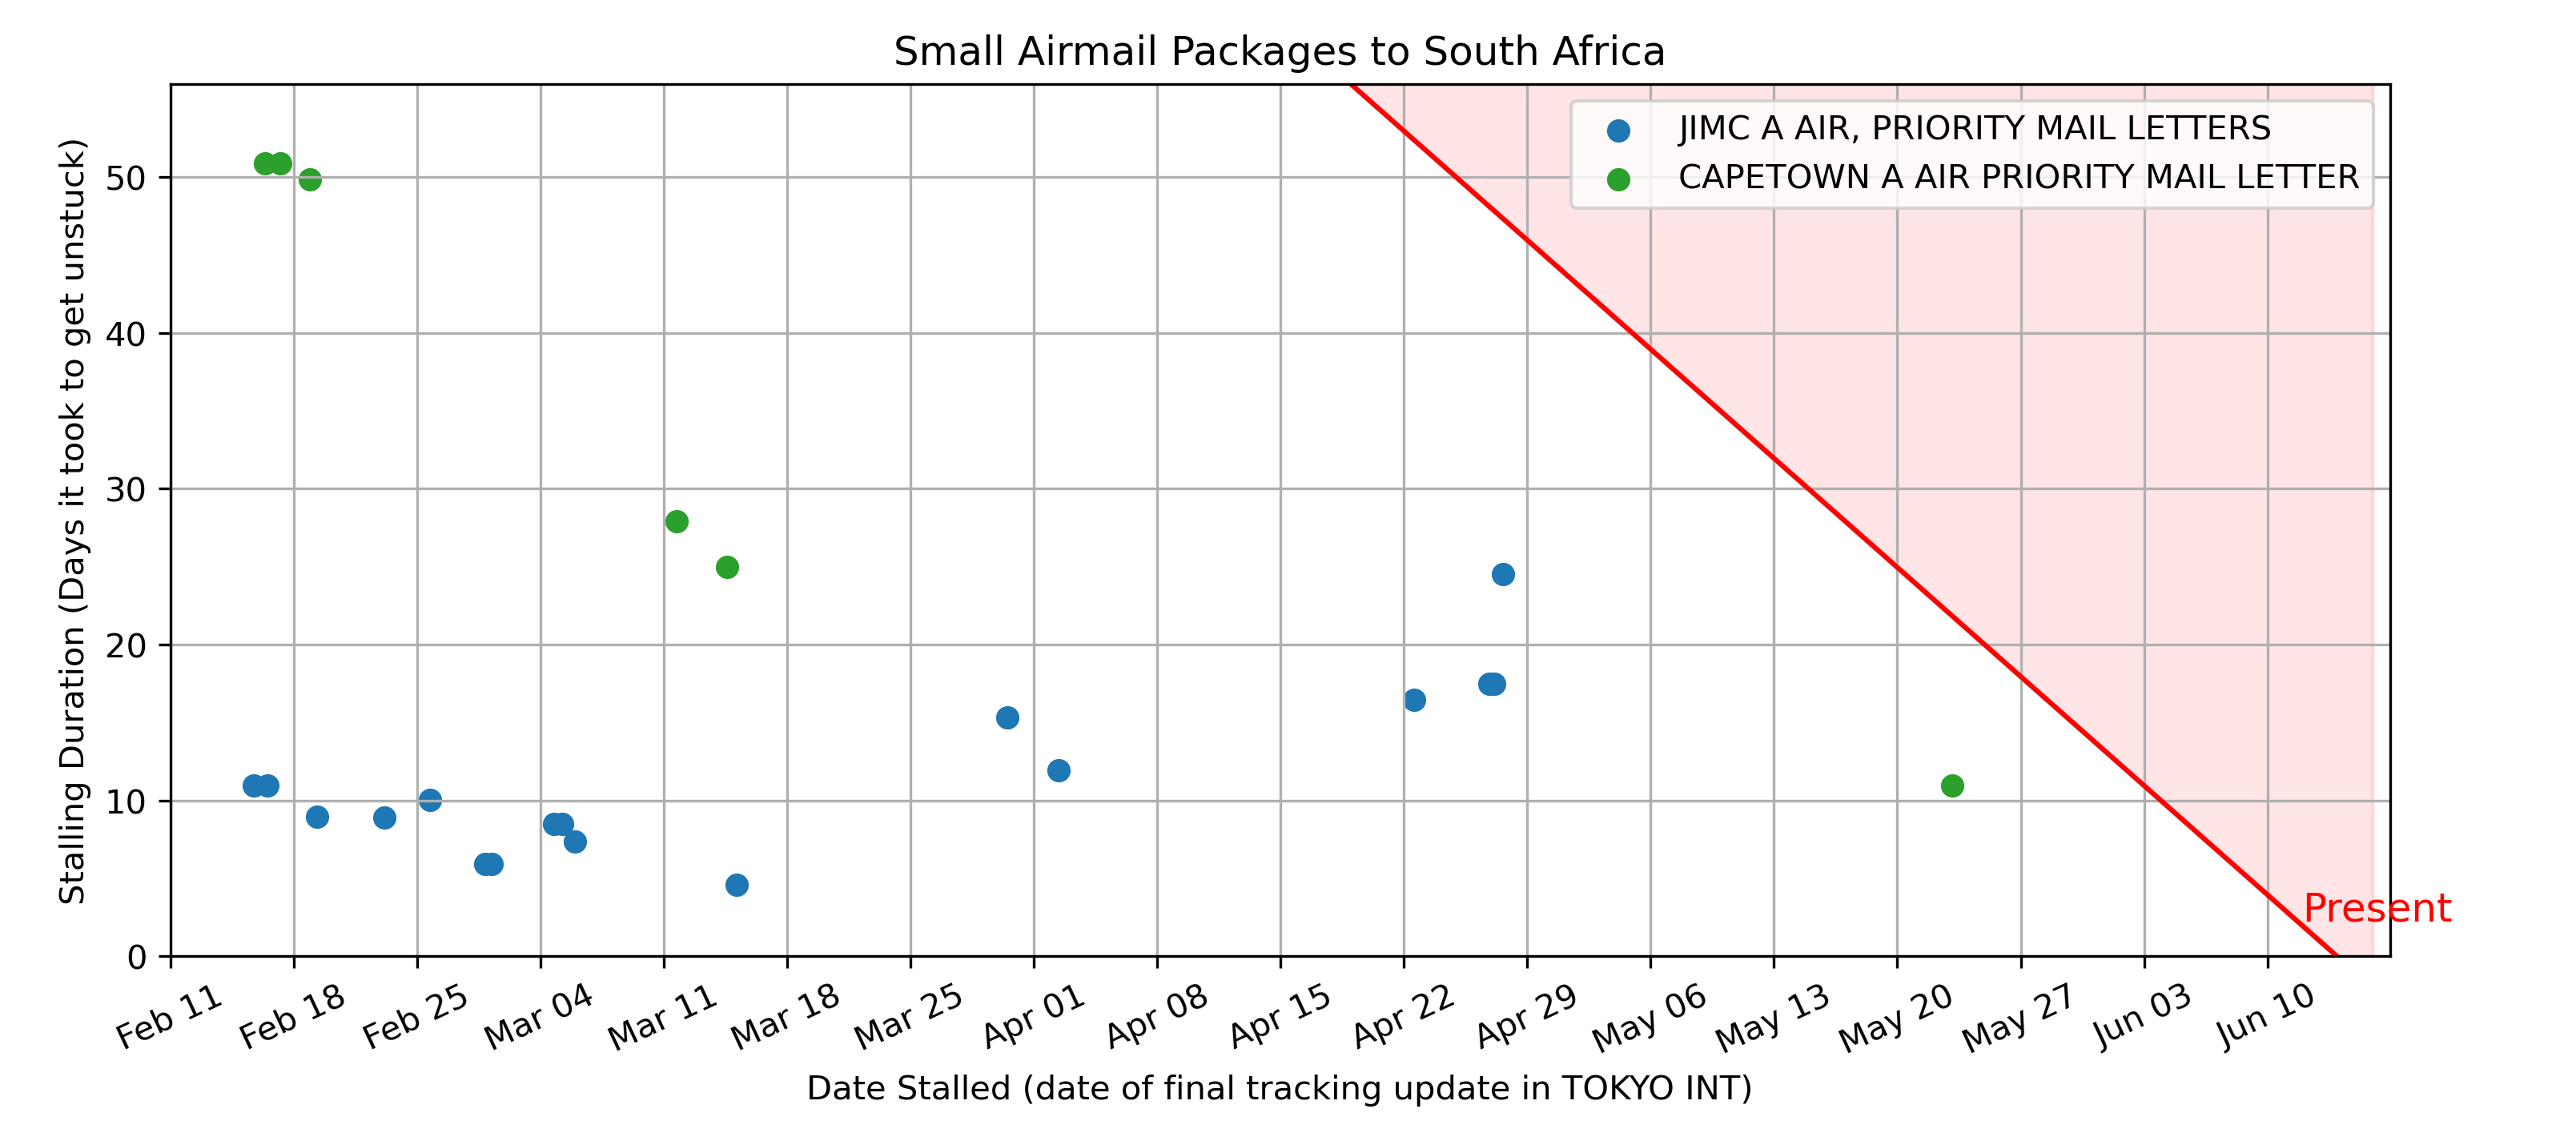 Small Airmail Packages to South Africa
JIMC A AIR, PRIORITY MAIL LETTERS
CAPETOWN A AIR PRIORITY MAIL LETTER
Stalling Duration (Days it took to get unstuck)
50
40
30
20
10
0
Present
Feb 11 Feb 18 Feb 25 Mar 04 Mar 11 Mar 18 Mar 25 Apr 01 Apr 08 Apr 15 Apr 22 Apr 29 May 06 May 13 May 20 May 27 Jun 03 Jun 10
Date Stalled (date of final tracking update in TOKYO INT)